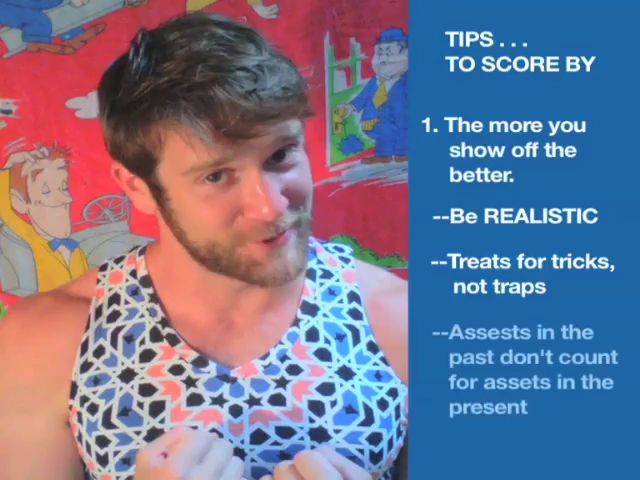 TIPS . . .
TO SCORE BY
1. The more you
show off the
better.
--Be REALISTIC
--Treats for tricks,
not traps
--Assests in the
past don't count
for assets in the
present